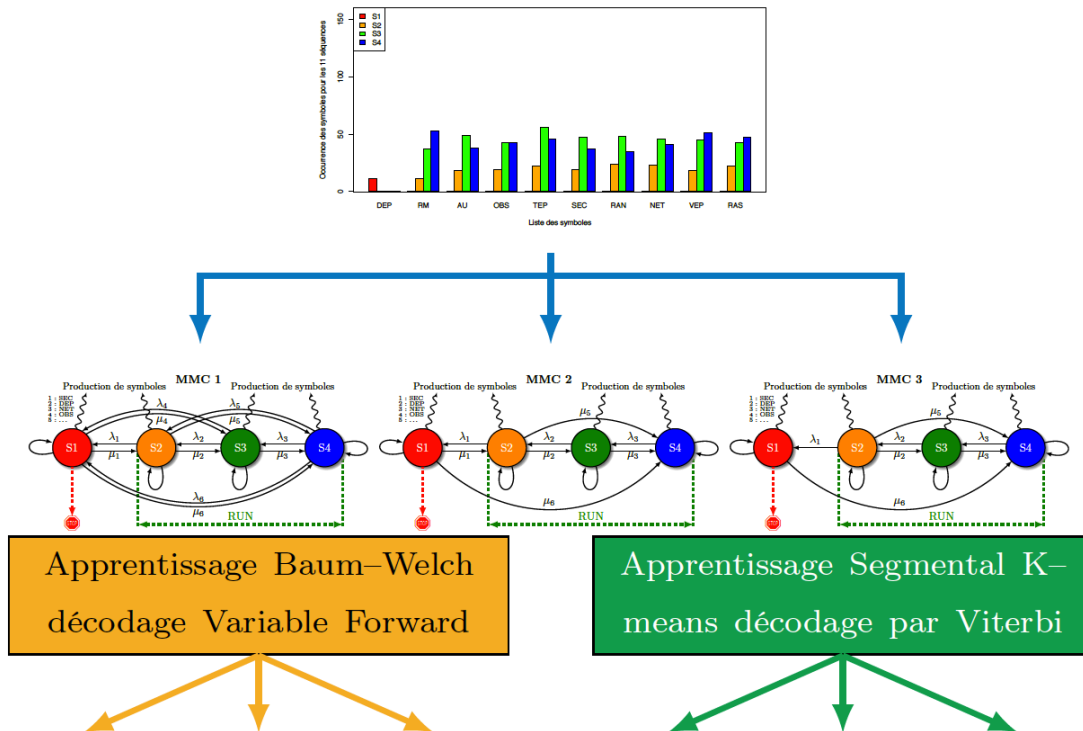 S1
S2
S3
S4
Occurrence des symboles pour les 11 séquences
0
50
100
150
DEP RM AU OBS TEP SEC RAN NET VEP RAS
Liste des symboles
MMC 1
Production de symboles Production de symboles
1 : SEC
2 : DEP
3 : NET
4 : OBS
5 : ...
λ4
μ4
λ5
μ5
S1 λ1 μ1 S2 λ2 μ2 S3 λ3 μ3 S4
λ6
μ6
RUN
STOP
MMC 2
Production de symboles Production de symboles
1 : SEC
2 : DEP
3 : NET
4 : OBS
5 : ...
μ5
S1 λ1 μ1 S2 λ2 μ2 S3 λ3 μ3 S4
μ6
RUN
STOP
MMC 3
Production de symboles Production de symboles
1 : SEC
2 : DEP
3 : NET
4 : OBS
5 : ...
μ5
S1 λ1 S2 λ2 μ2 S3 λ3 μ3 S4
μ6
RUN
STOP
Apprentissage Baum–Welch
décodage Variable Forward
Apprentissage Segmental K–
means décodage par Viterbi